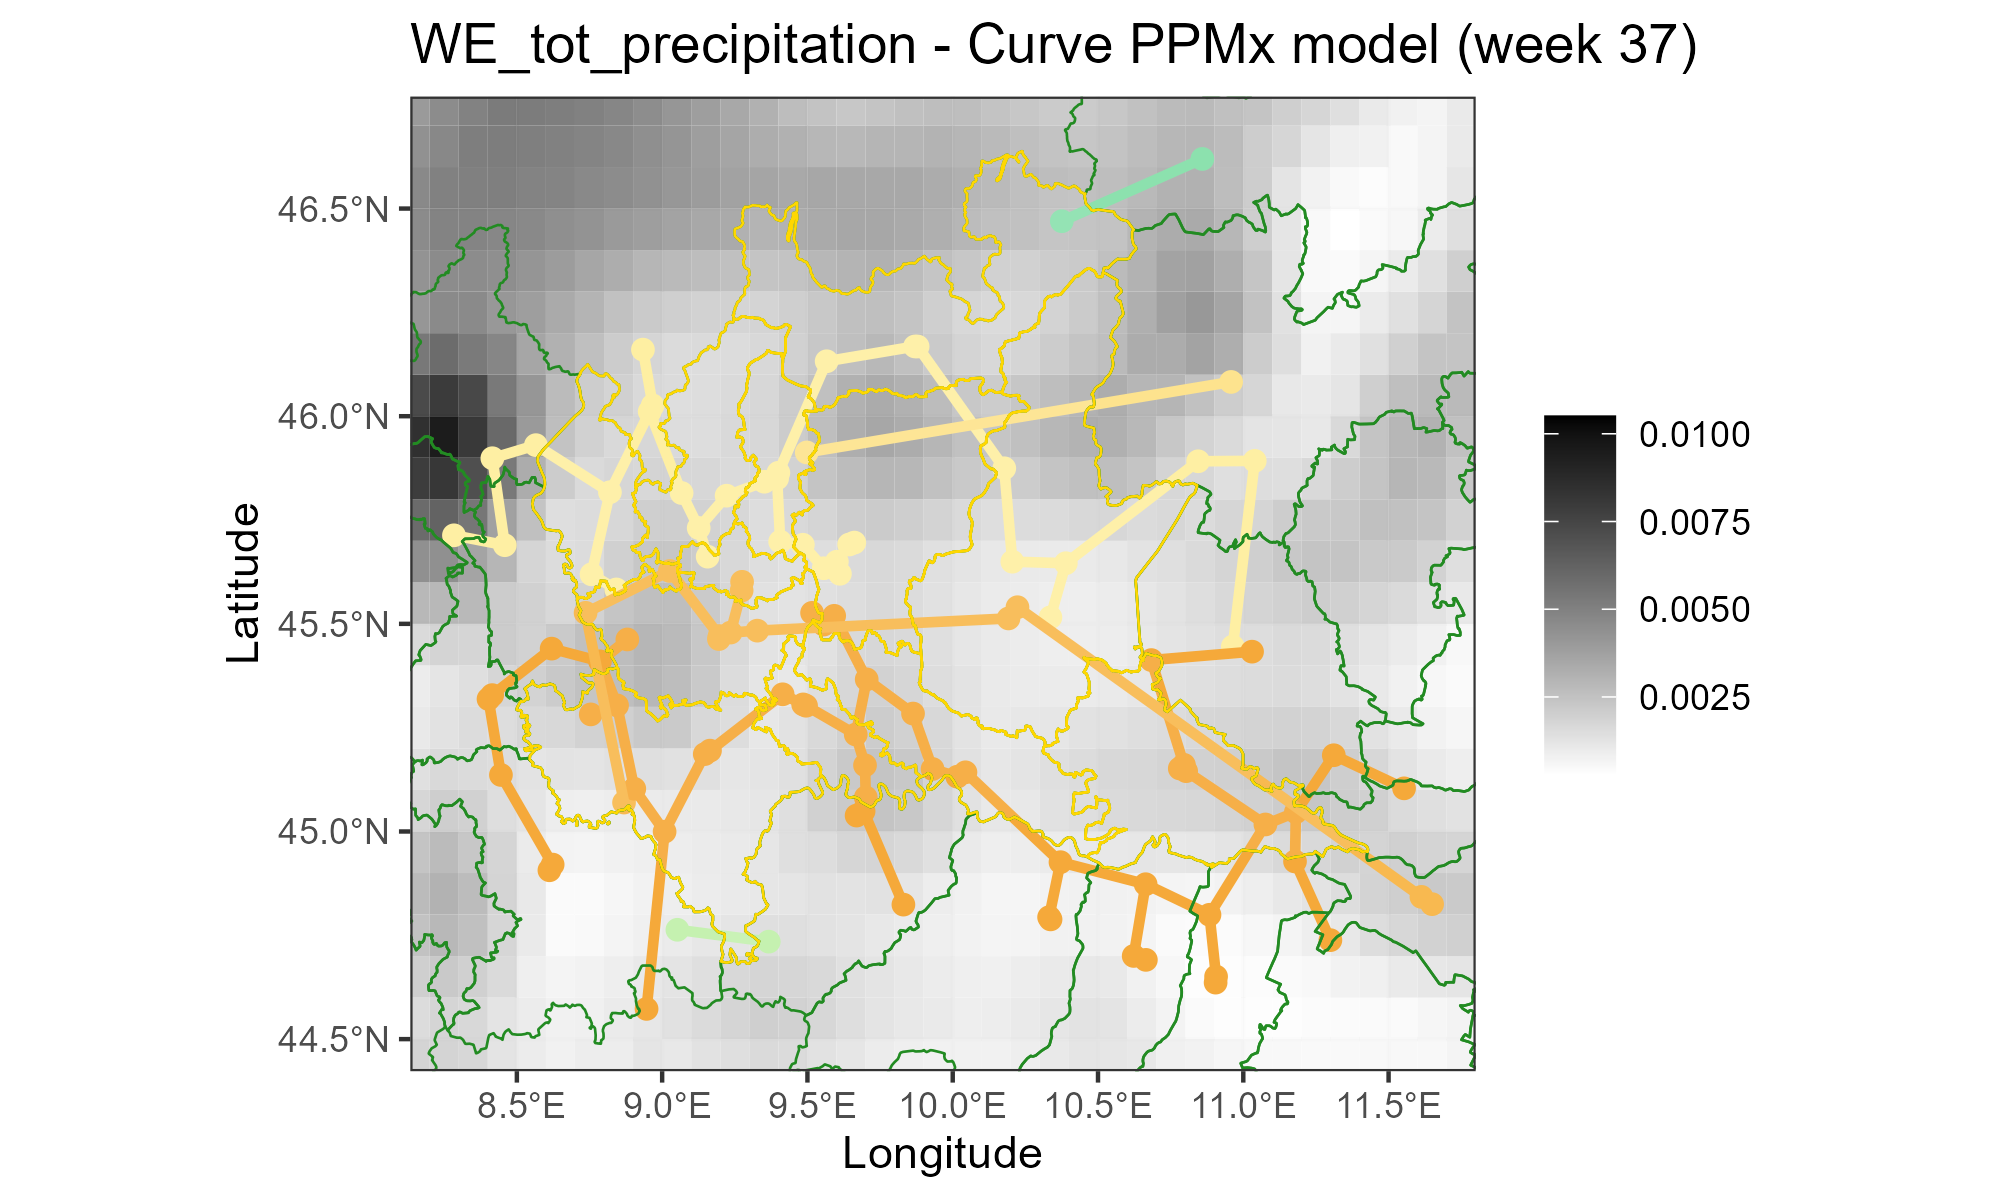 WE_tot_precipitation - Curve PPMx model (week 37)
46.5°N
46.0°N
45.5°N
45.0°N
44.5°N
Latitude
8.5°E
9.0°E
9.5°E
10.0°E
10.5°E
11.0°E
11.5°E
Longitude
0.0100
0.0075
0.0050
0.0025